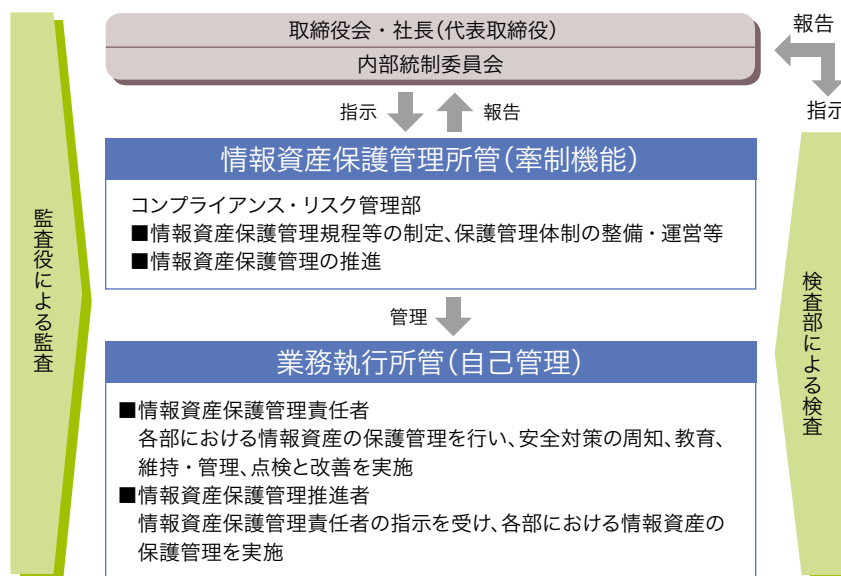 取締役会・社長(代表取締役)
内部統制委員会
報告
指示
指示
報告
情報資産保護管理所管(牽制機能)
コンプライアンス・リスク管理部
■情報資産保護管理規程等の制定、保護管理体制の整備・運営等
■情報資産保護管理の推進
管理
業務執行所管(自己管理)
■情報資産保護管理責任者
各部における情報資産の保護管理を行い、安全対策の周知、教育、
維持・管理、点検と改善を実施
■情報資産保護管理推進者
情報資産保護管理責任者の指示を受け、各部における情報資産の
保護管理を実施
監査役による監査
検査部による検査